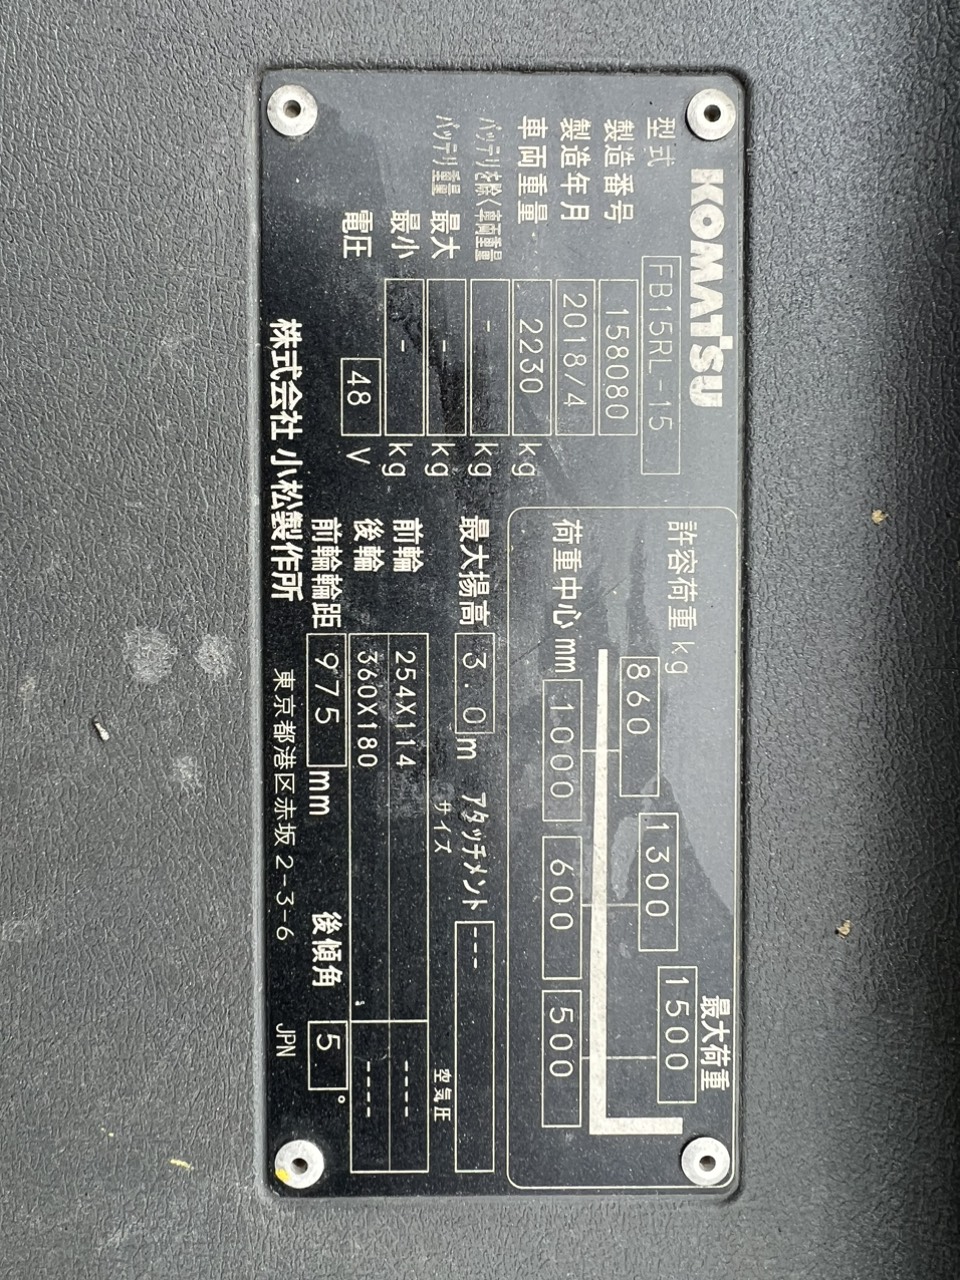 KOMATSU
型式 FB15RL-15
製造番号 158080
製造年月 2018/4
車両重量 2230 kg
バッテリを除く車両重量 - kg
バッテリ重量 最大 - kg
最小 - kg
電圧 48 V
最大荷重
許容荷重 kg 860 1300 1500
荷重中心 mm 1000 600 500
最大揚高 3.0 m アタッチメント ---
サイズ 空気圧
前輪 254X114 ----
後輪 360X180 ----
前輪輪距 975 mm 後傾角 5 °
株式会社 小松製作所 東京都港区赤坂2-3-6 JPN